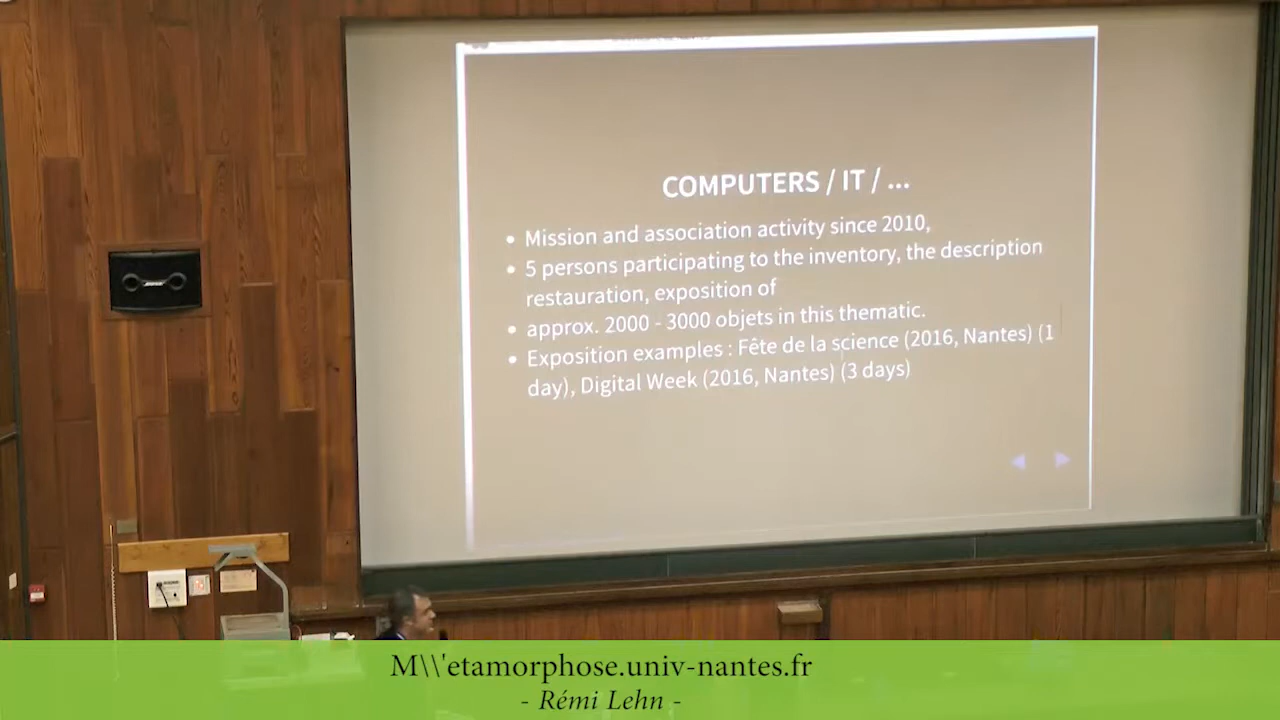 COMPUTERS / IT / ...
• Mission and association activity since 2010,
• 5 persons participating to the inventory, the description
restauration, exposition of
• approx. 2000 - 3000 objets in this thematic.
• Exposition examples : Fête de la science (2016, Nantes) (1
day), Digital Week (2016, Nantes) (3 days)
BOSE
M\\'etamorphose.univ-nantes.fr
- Rémi Lehn -